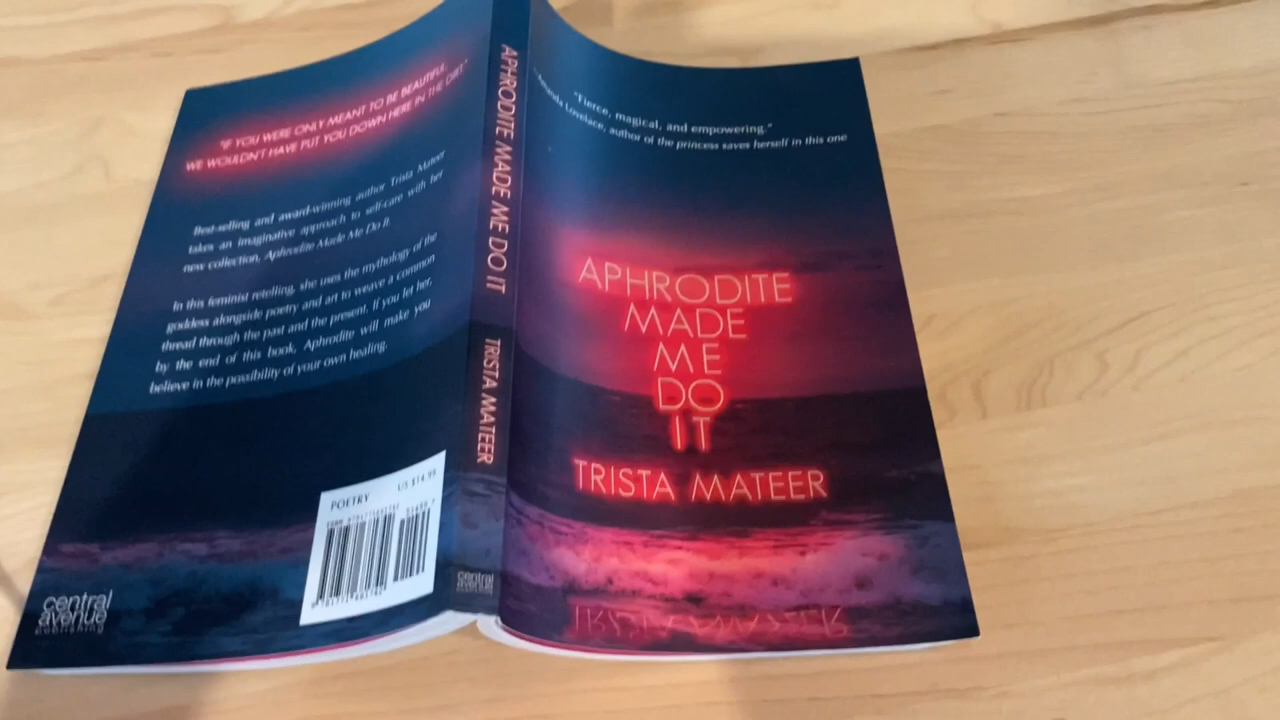 "IF YOU WERE ONLY MEANT TO BE BEAUTIFUL,
WE WOULDN'T HAVE PUT YOU DOWN HERE IN THE DIRT"
Best-selling and award-winning author Trista Mateer
takes an imaginative approach to self-care with her
new collection, Aphrodite Made Me Do It.
In this feminist retelling, she uses the mythology of the
goddess alongside poetry and art to weave a common
thread through the past and the present. If you let her,
by the end of this book, Aphrodite will make you
believe in the possibility of your own healing.
POETRY US $14.99
central
avenue
publishing
APHRODITE MADE ME DO IT
TRISTA MATEER
central
avenue
"Fierce, magical, and empowering."
—Amanda Lovelace, author of the princess saves herself in this one
APHRODITE
MADE
ME
DO
IT
TRISTA MATEER
TRISTA MATEER